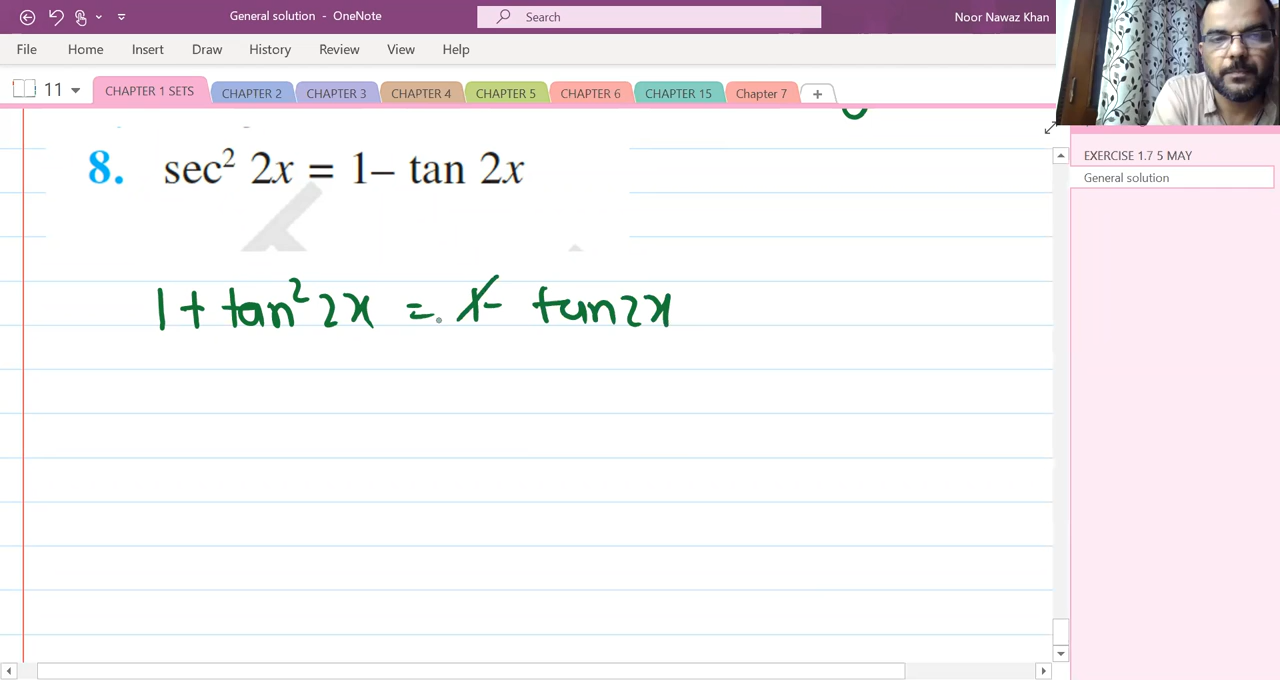 General solution - OneNote
Search
Noor Nawaz Khan
File Home Insert Draw History Review View Help
11 CHAPTER 1 SETS CHAPTER 2 CHAPTER 3 CHAPTER 4 CHAPTER 5 CHAPTER 6 CHAPTER 15 Chapter 7 +
EXERCISE 1.7 5 MAY
General solution
8. sec² 2x = 1– tan 2x
1 + tan² 2x = 1 - tan 2x